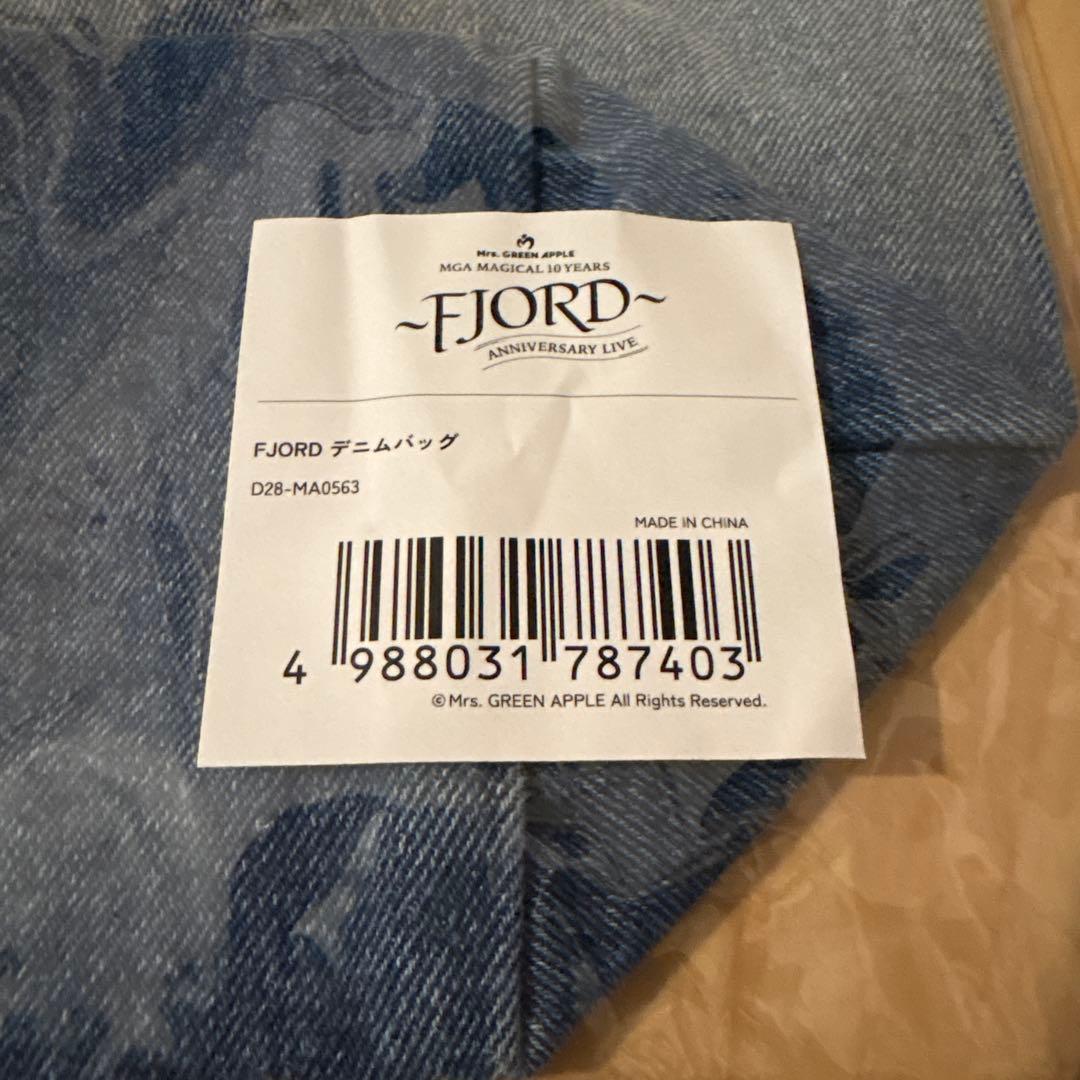 Mrs. GREEN APPLE
MGA MAGICAL 10 YEARS
~FJORD~
ANNIVERSARY LIVE
FJORD デニムバッグ
D28-MA0563
MADE IN CHINA
4 988031 787403
©Mrs. GREEN APPLE All Rights Reserved.